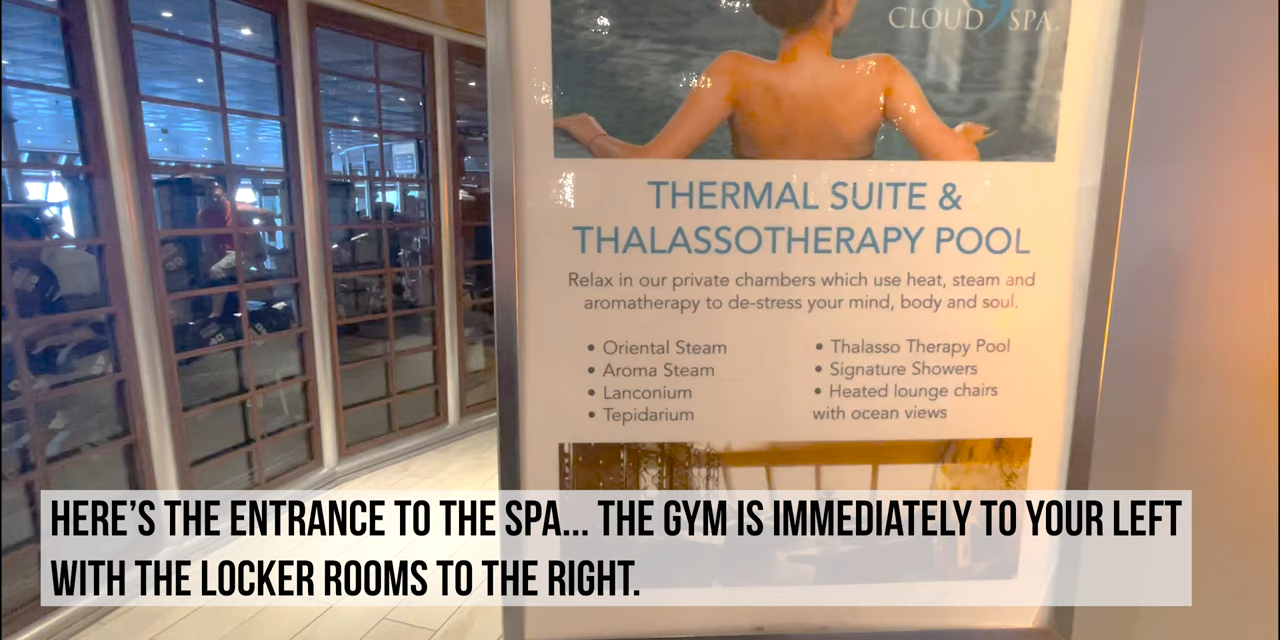 CLOUD 9 SPA.
THERMAL SUITE &
THALASSOTHERAPY POOL
Relax in our private chambers which use heat, steam and
aromatherapy to de-stress your mind, body and soul.
• Oriental Steam
• Aroma Steam
• Lanconium
• Tepidarium
• Thalasso Therapy Pool
• Signature Showers
• Heated lounge chairs
with ocean views
HERE'S THE ENTRANCE TO THE SPA... THE GYM IS IMMEDIATELY TO YOUR LEFT
WITH THE LOCKER ROOMS TO THE RIGHT.